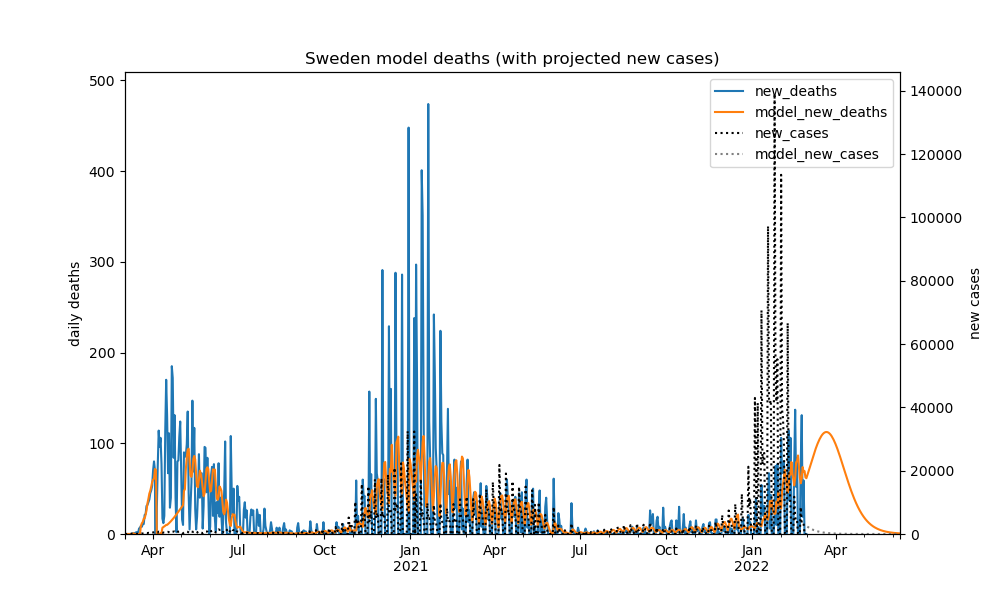 Sweden model deaths (with projected new cases)
500
400
300
200
100
0
daily deaths
140000
120000
100000
80000
60000
40000
20000
0
new cases
new_deaths
model_new_deaths
new_cases
model_new_cases
Apr Jul Oct Jan Apr Jul Oct Jan Apr
2021 2022